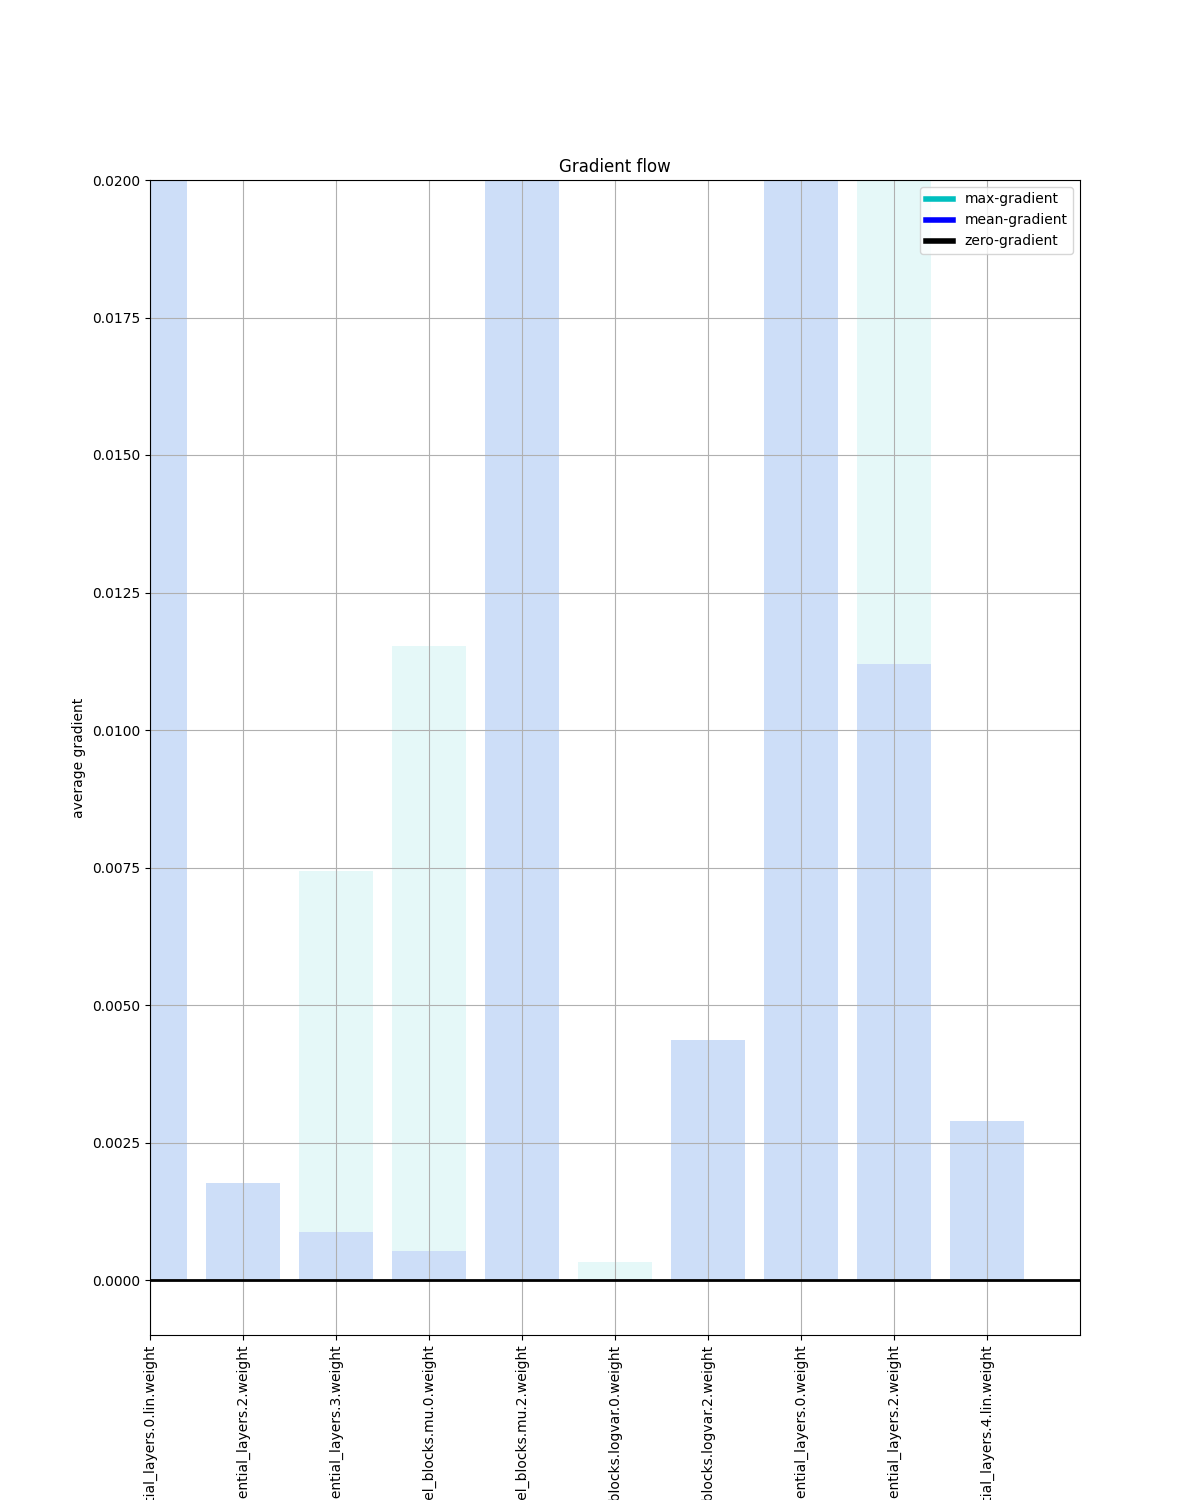 Gradient flow
max-gradient
mean-gradient
zero-gradient
0.0200
0.0175
0.0150
0.0125
0.0100
0.0075
0.0050
0.0025
0.0000
average gradient
tial_layers.0.lin.weight
ential_layers.2.weight
ential_layers.3.weight
el_blocks.mu.0.weight
el_blocks.mu.2.weight
blocks.logvar.0.weight
blocks.logvar.2.weight
ential_layers.0.weight
ential_layers.2.weight
tial_layers.4.lin.weight